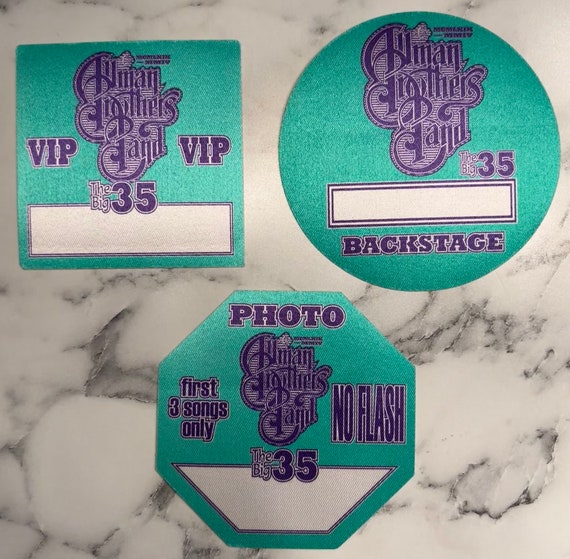 MCMLXIX
—MMIV
Allman
Brothers
Band
VIP VIP
The Big 35
MCMLXIX
—MMIV
Allman
Brothers
Band
The Big 35
BACKSTAGE
PHOTO
MCMLXIX
—MMIV
Allman
Brothers
Band
first
3 songs
only
NO FLASH
The Big 35